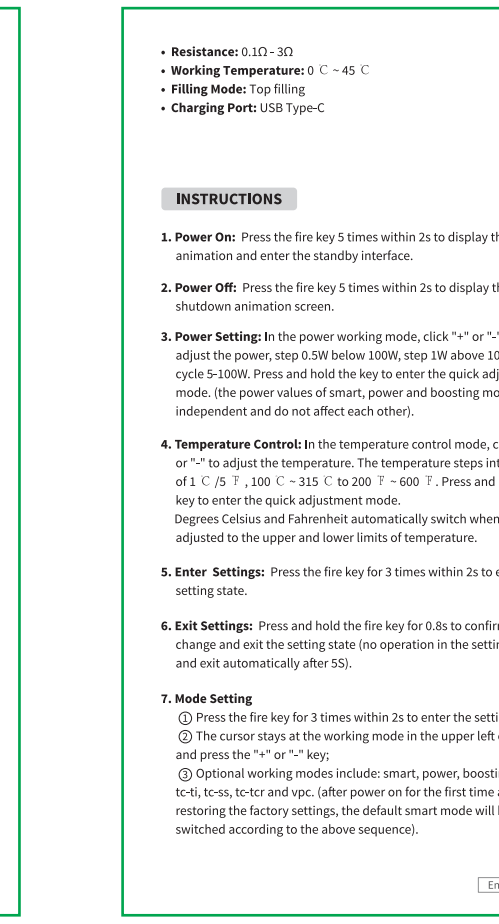 • Resistance: 0.1Ω - 3Ω
• Working Temperature: 0 ℃ ~ 45 ℃
• Filling Mode: Top filling
• Charging Port: USB Type-C
INSTRUCTIONS
1. Power On: Press the fire key 5 times within 2s to display
animation and enter the standby interface.
2. Power Off: Press the fire key 5 times within 2s to display
shutdown animation screen.
3. Power Setting: In the power working mode, click "+" or "-"
adjust the power, step 0.5W below 100W, step 1W above
cycle 5-100W. Press and hold the key to enter the quick
mode. (the power values of smart, power and boosting
independent and do not affect each other).
4. Temperature Control: In the temperature control mode,
or "-" to adjust the temperature. The temperature steps
of 1 ℃ /5 ℉ , 100 ℃ ~ 315 ℃ to 200 ℉ ~ 600 ℉ . Press and
key to enter the quick adjustment mode.
Degrees Celsius and Fahrenheit automatically switch when
adjusted to the upper and lower limits of temperature.
5. Enter Settings: Press the fire key for 3 times within 2s to
setting state.
6. Exit Settings: Press and hold the fire key for 0.8s to
change and exit the setting state (no operation in the
and exit automatically after 5S).
7. Mode Setting
① Press the fire key for 3 times within 2s to enter the
② The cursor stays at the working mode in the upper left
and press the "+" or "-" key;
③ Optional working modes include: smart, power,
tc-ti, tc-ss, tc-tcr and vpc. (after power on for the first time
restoring the factory settings, the default smart mode will
switched according to the above sequence).